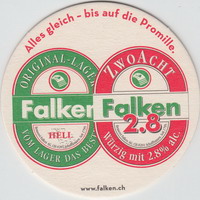 Alles gleich - bis auf die Promille.
ORIGINAL-LAGER
Falken
HELL
VOM LAGER DAS BESTE
ZWOACHT
Falken
2.8
Würzig mit 2.8% alc.
www.falken.ch